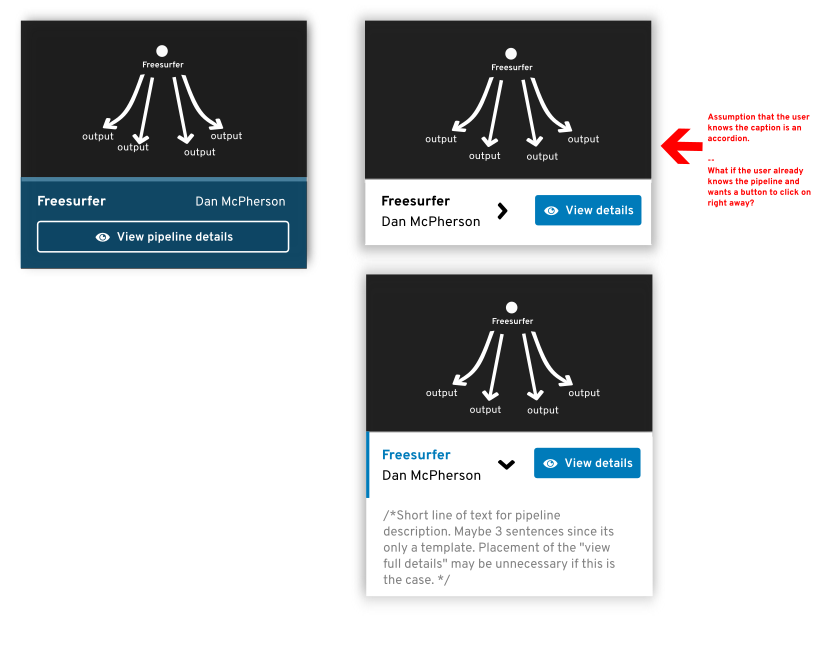 Freesurfer
output
output
output
output
Freesurfer
Dan McPherson
View pipeline details
Freesurfer
output
output
output
output
Freesurfer
Dan McPherson
View details
Assumption that the user
knows the caption is an
accordion.
--
What if the user already
knows the pipeline and
wants a button to click on
right away?
Freesurfer
output
output
output
output
Freesurfer
Dan McPherson
View details
/*Short line of text for pipeline
description. Maybe 3 sentences since its
only a template. Placement of the "view
full details" may be unnecessary if this is
the case. */